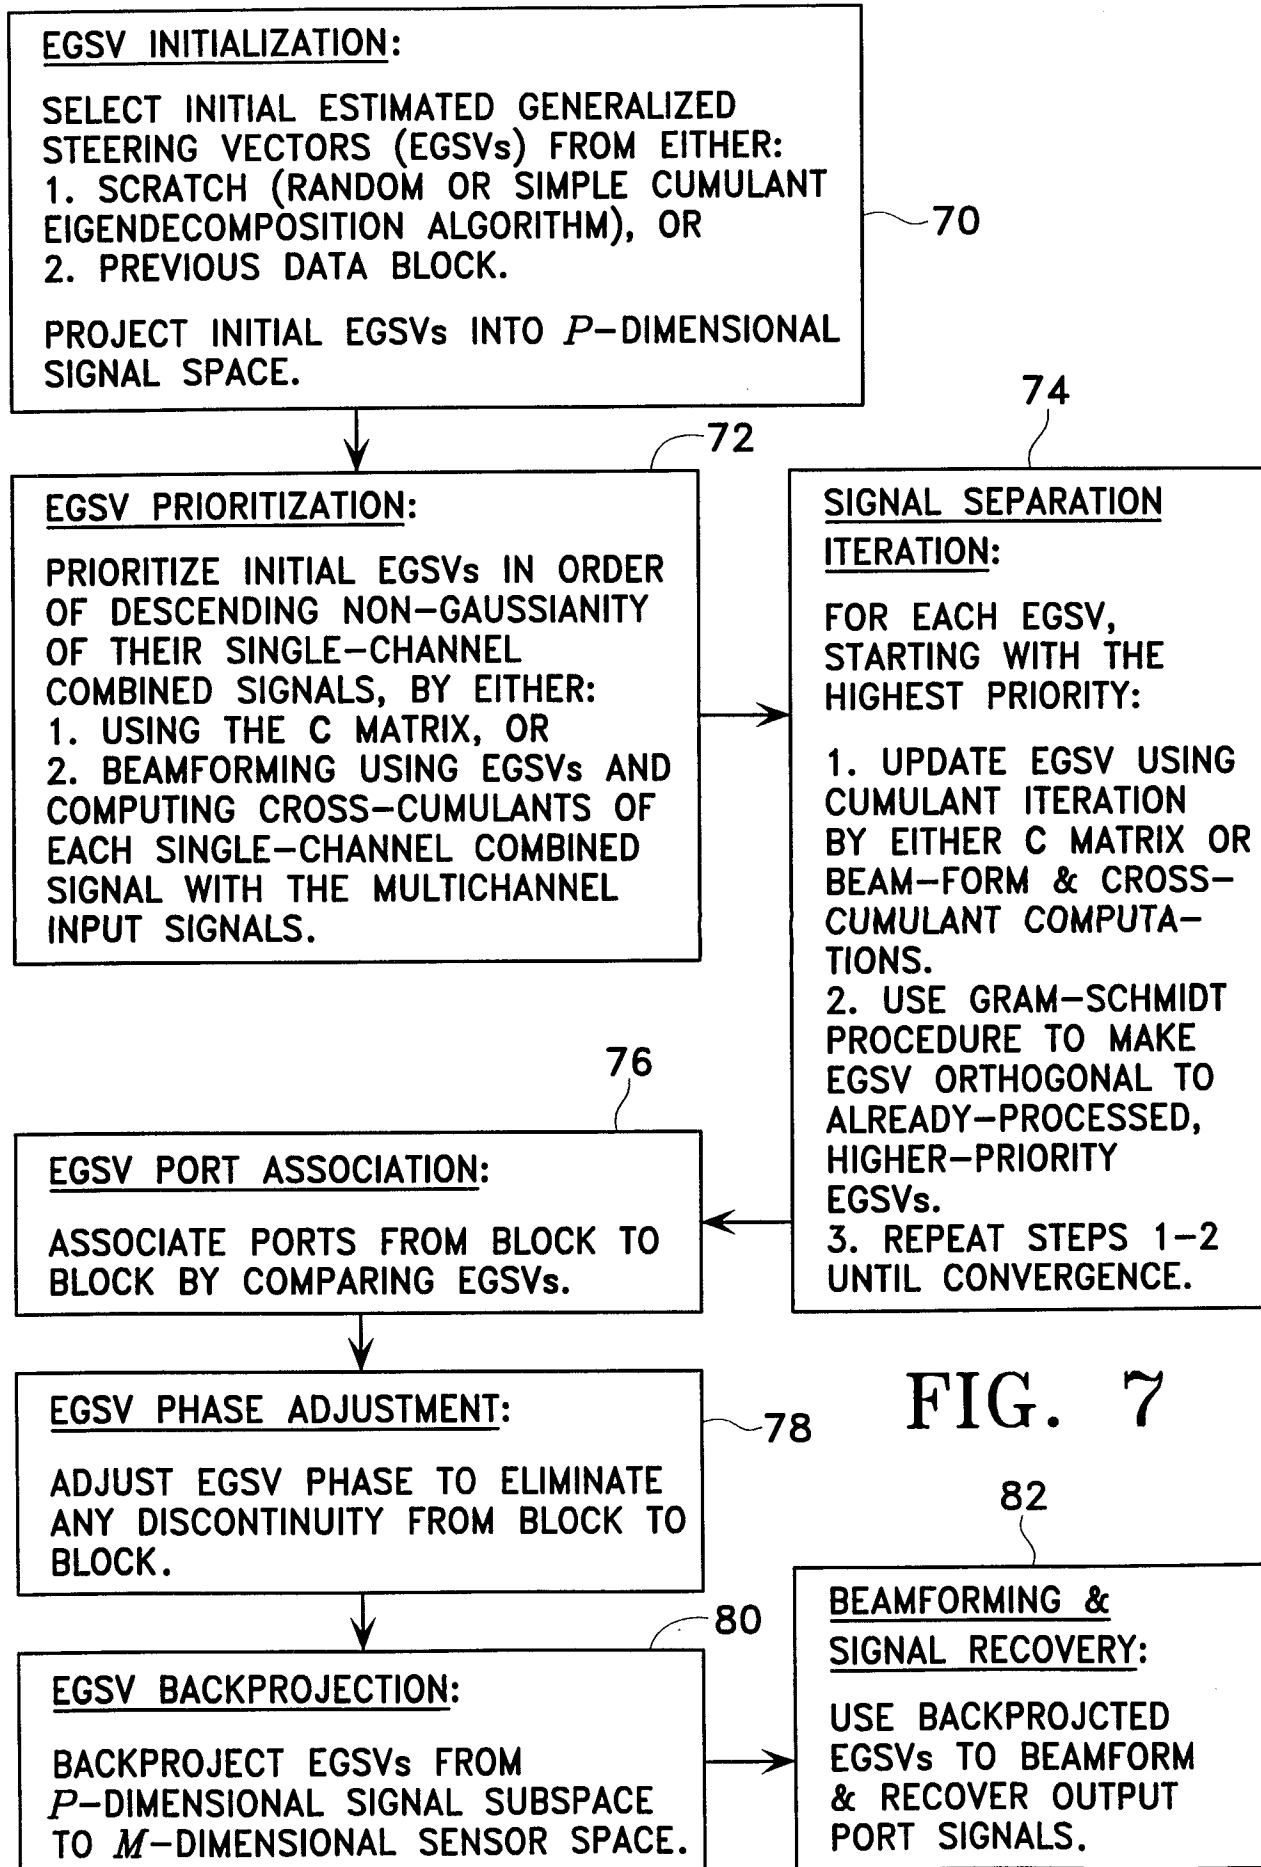 EGSV INITIALIZATION:
SELECT INITIAL ESTIMATED GENERALIZED
STEERING VECTORS (EGSVs) FROM EITHER:
1. SCRATCH (RANDOM OR SIMPLE CUMULANT
EIGENDECOMPOSITION ALGORITHM), OR
2. PREVIOUS DATA BLOCK.
PROJECT INITIAL EGSVs INTO P-DIMENSIONAL
SIGNAL SPACE.
70
72
EGSV PRIORITIZATION:
PRIORITIZE INITIAL EGSVs IN ORDER
OF DESCENDING NON-GAUSSIANITY
OF THEIR SINGLE-CHANNEL
COMBINED SIGNALS, BY EITHER:
1. USING THE C MATRIX, OR
2. BEAMFORMING USING EGSVs AND
COMPUTING CROSS-CUMULANTS OF
EACH SINGLE-CHANNEL COMBINED
SIGNAL WITH THE MULTICHANNEL
INPUT SIGNALS.
74
SIGNAL SEPARATION
ITERATION:
FOR EACH EGSV,
STARTING WITH THE
HIGHEST PRIORITY:
1. UPDATE EGSV USING
CUMULANT ITERATION
BY EITHER C MATRIX OR
BEAM-FORM & CROSS-
CUMULANT COMPUTA-
TIONS.
2. USE GRAM-SCHMIDT
PROCEDURE TO MAKE
EGSV ORTHOGONAL TO
ALREADY-PROCESSED,
HIGHER-PRIORITY
EGSVs.
3. REPEAT STEPS 1-2
UNTIL CONVERGENCE.
76
EGSV PORT ASSOCIATION:
ASSOCIATE PORTS FROM BLOCK TO
BLOCK BY COMPARING EGSVs.
EGSV PHASE ADJUSTMENT:
ADJUST EGSV PHASE TO ELIMINATE
ANY DISCONTINUITY FROM BLOCK TO
BLOCK.
78
FIG. 7
80
EGSV BACKPROJECTION:
BACKPROJECT EGSVs FROM
P-DIMENSIONAL SIGNAL SUBSPACE
TO M-DIMENSIONAL SENSOR SPACE.
82
BEAMFORMING &
SIGNAL RECOVERY:
USE BACKPROJCTED
EGSVs TO BEAMFORM
& RECOVER OUTPUT
PORT SIGNALS.